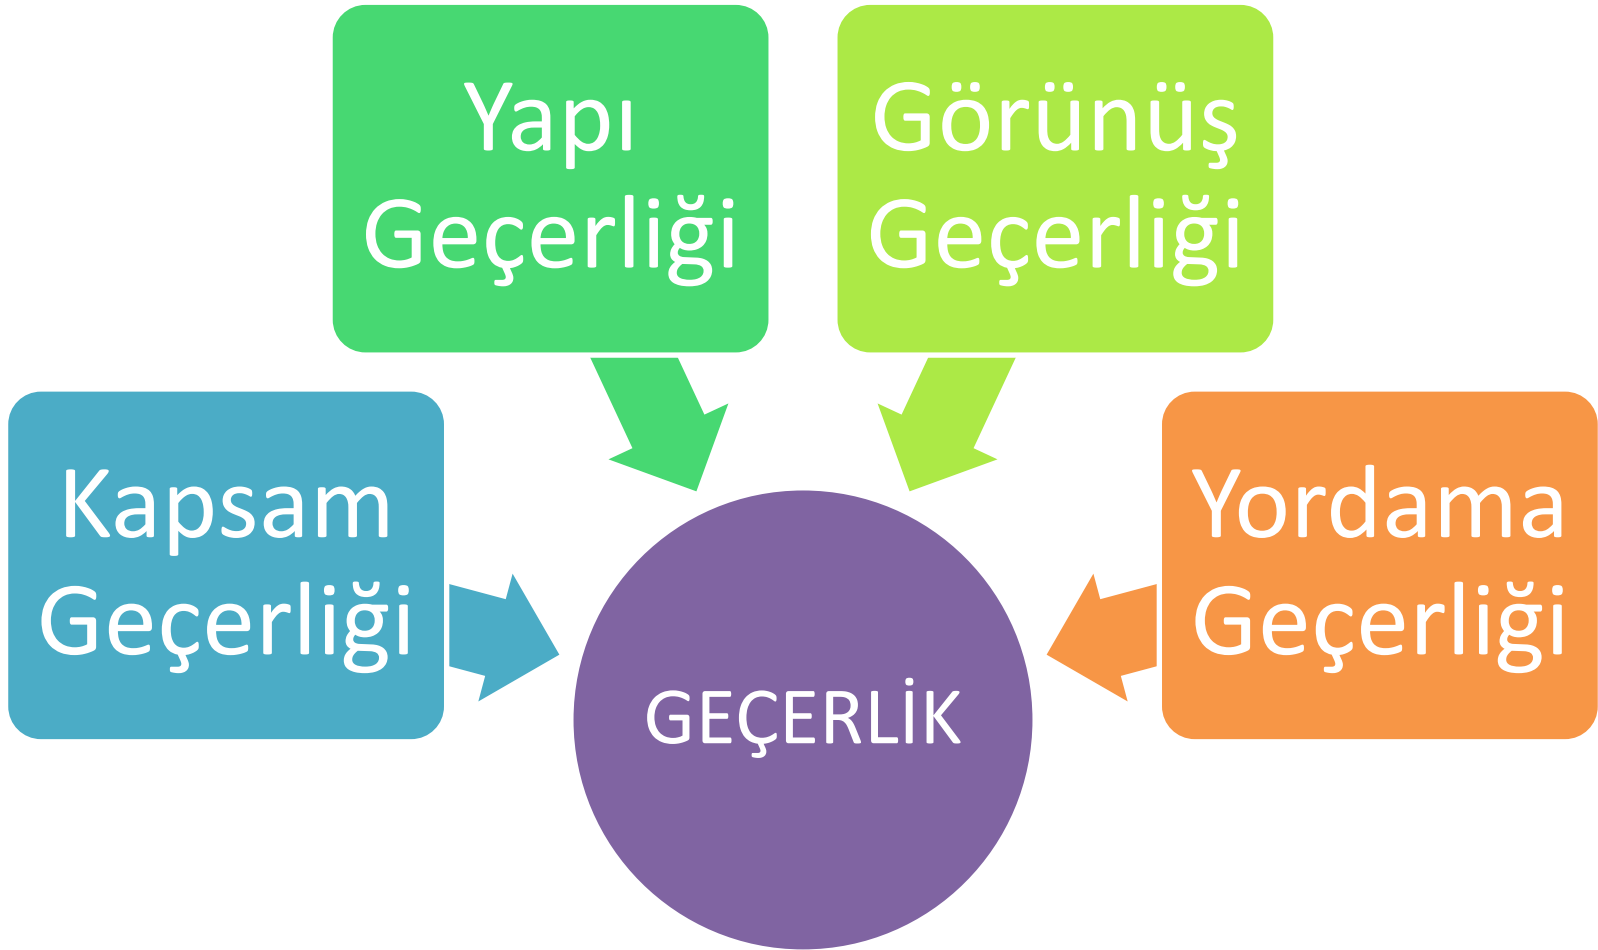 Yapı
Geçerliği
Görünüş
Geçerliği
Kapsam
Geçerliği
Yordama
Geçerliği
GEÇERLİK